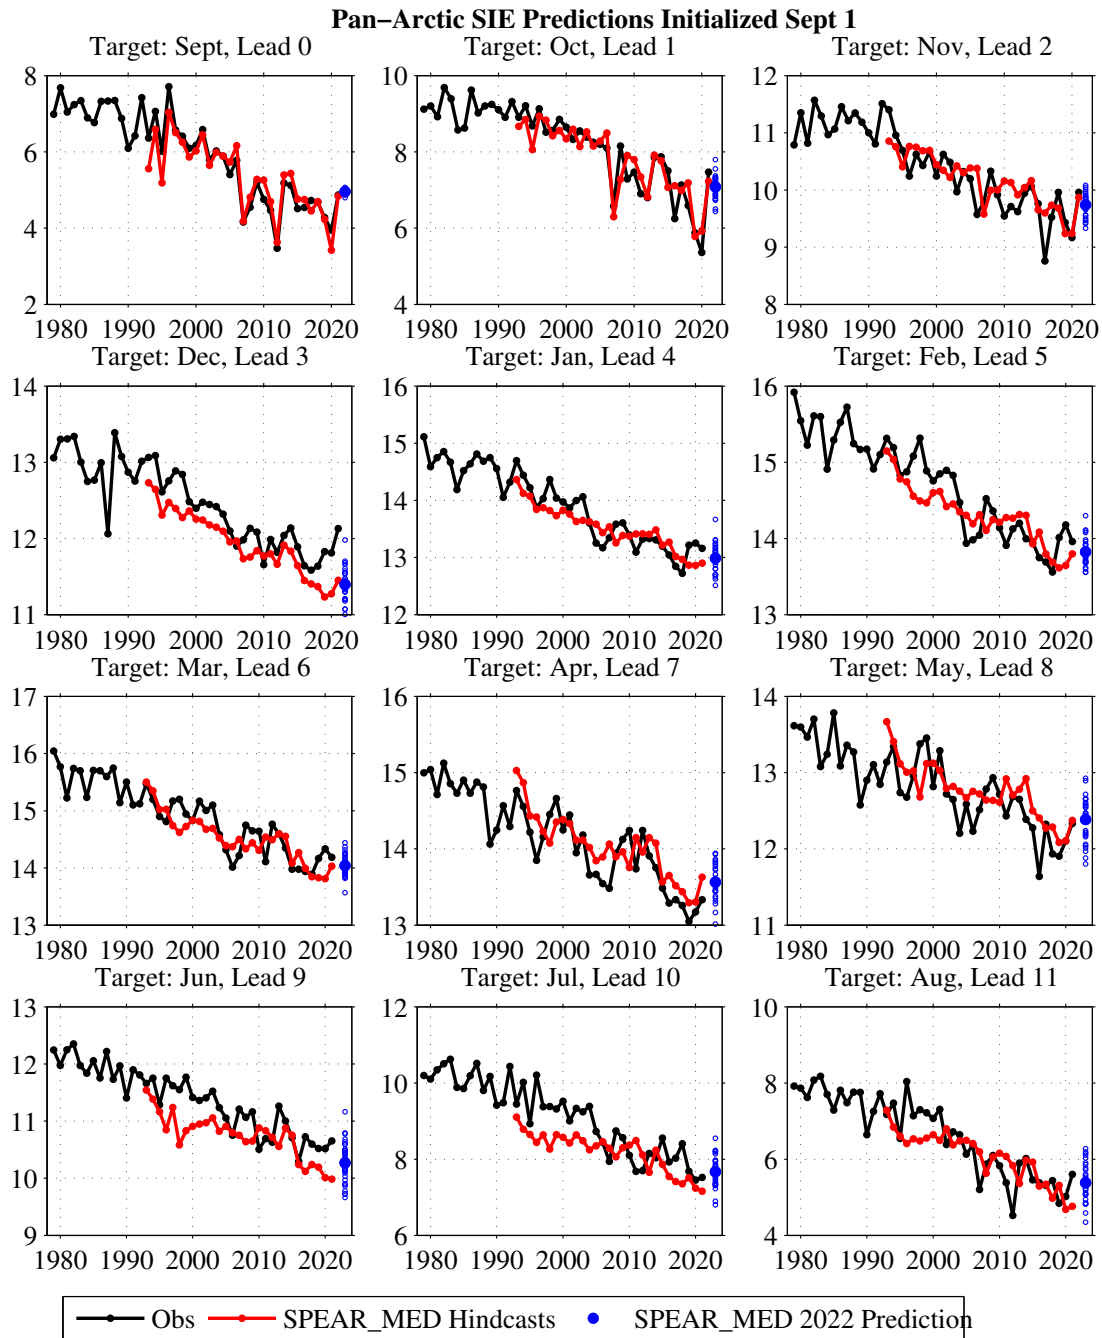 Pan−Arctic SIE Predictions Initialized Sept 1
Target: Sept, Lead 0
Target: Oct, Lead 1
Target: Nov, Lead 2
8
6
4
2
1980 1990 2000 2010 2020
10
8
6
4
1980 1990 2000 2010 2020
12
11
10
9
8
1980 1990 2000 2010 2020
Target: Dec, Lead 3
Target: Jan, Lead 4
Target: Feb, Lead 5
14
13
12
11
1980 1990 2000 2010 2020
16
15
14
13
12
1980 1990 2000 2010 2020
16
15
14
13
1980 1990 2000 2010 2020
Target: Mar, Lead 6
Target: Apr, Lead 7
Target: May, Lead 8
17
16
15
14
13
1980 1990 2000 2010 2020
16
15
14
13
1980 1990 2000 2010 2020
14
13
12
11
1980 1990 2000 2010 2020
Target: Jun, Lead 9
Target: Jul, Lead 10
Target: Aug, Lead 11
13
12
11
10
9
1980 1990 2000 2010 2020
12
10
8
6
1980 1990 2000 2010 2020
10
8
6
4
1980 1990 2000 2010 2020
Obs SPEAR_MED Hindcasts SPEAR_MED 2022 Prediction